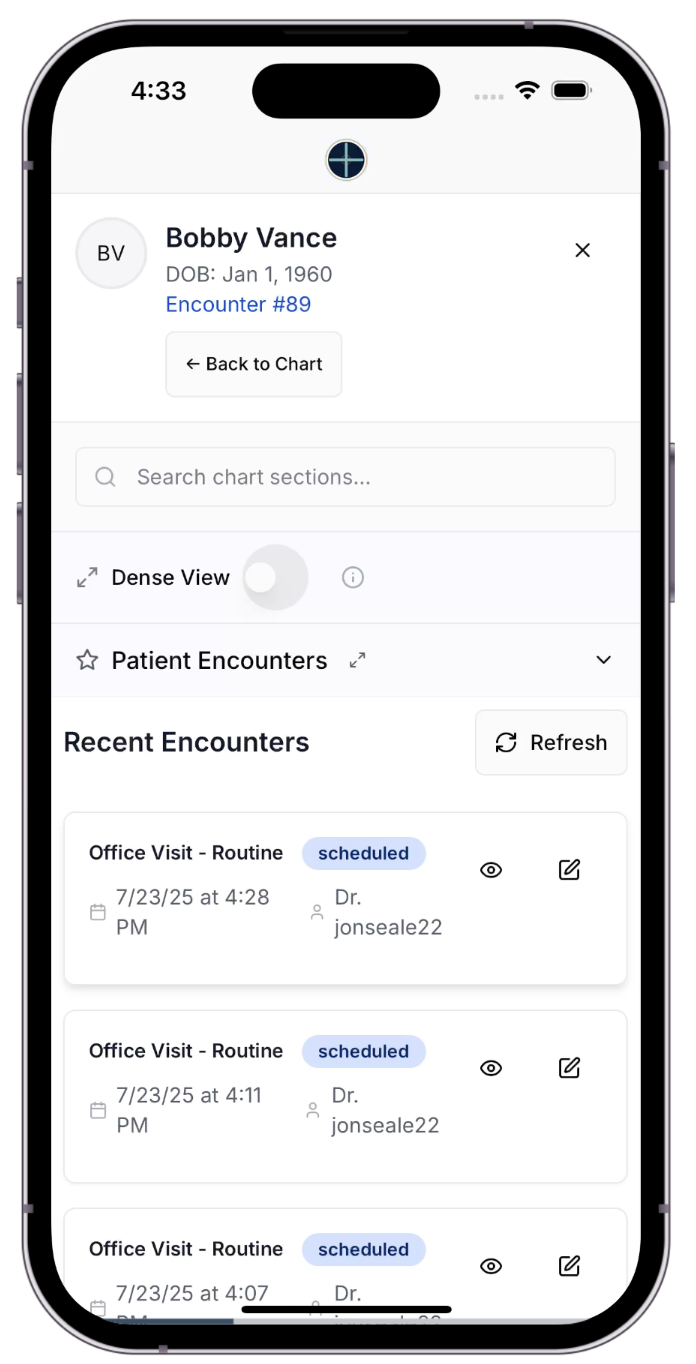 4:33
BV
Bobby Vance
DOB: Jan 1, 1960
Encounter #89
← Back to Chart
Search chart sections...
Dense View
Patient Encounters
Recent Encounters
Refresh
Office Visit - Routine
scheduled
7/23/25 at 4:28
PM
Dr.
jonseale22
Office Visit - Routine
scheduled
7/23/25 at 4:11
PM
Dr.
jonseale22
Office Visit - Routine
scheduled
7/23/25 at 4:07
Dr.